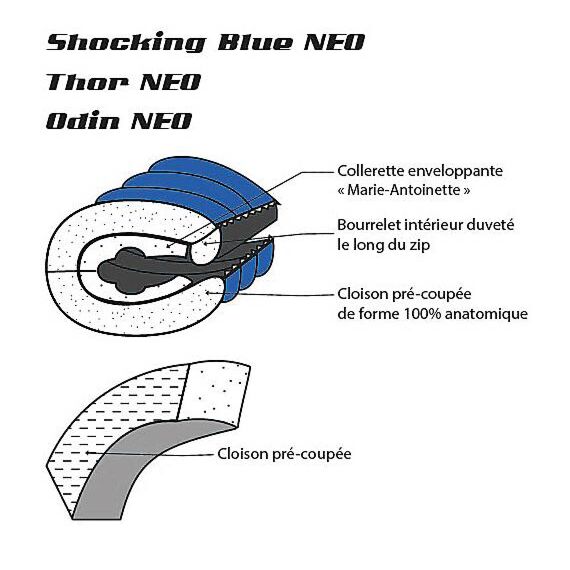 Shocking Blue NEO
Thor NEO
Odin NEO
Collerette enveloppante
« Marie-Antoinette »
Bourrelet intérieur duveté
le long du zip
Cloison pré-coupée
de forme 100% anatomique
Cloison pré-coupée